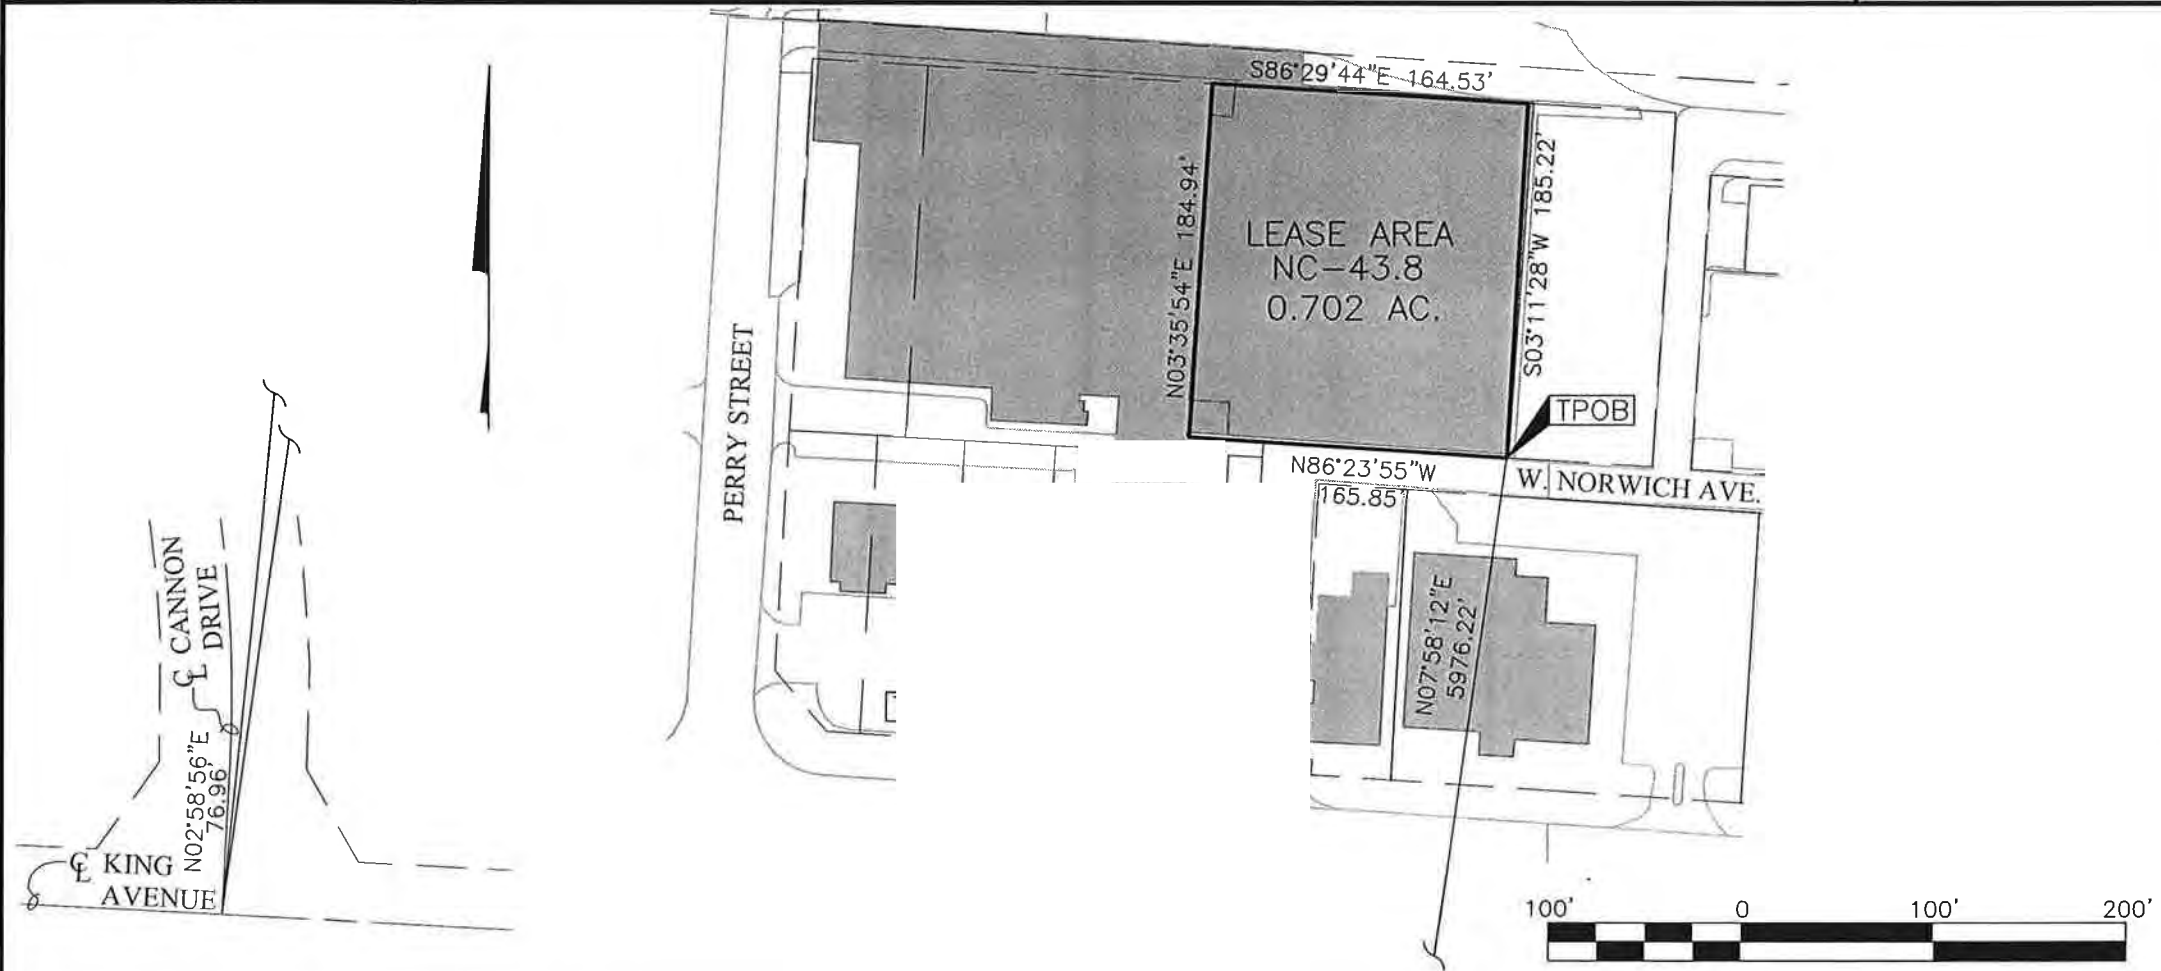 S86°29'44"E 164.53'
N03°35'54"E 184.94'
LEASE AREA
NC-43.8
0.702 AC.
S03°11'28"W 185.22'
TPOB
N86°23'55"W
165.85'
W. NORWICH AVE.
PERRY STREET
N07°58'12"E
5976.22'
℄ CANNON
DRIVE
N02°58'56"E
76.96'
℄ KING
AVENUE
100' 0 100' 200'